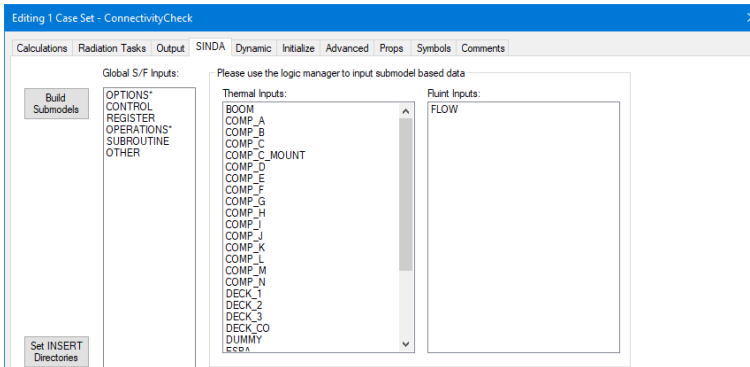 Editing 1 Case Set - ConnectivityCheck
Calculations Radiation Tasks Output SINDA Dynamic Initialize Advanced Props Symbols Comments
Global S/F Inputs:
Please use the logic manager to input submodel based data
Build
Submodels
OPTIONS*
CONTROL
REGISTER
OPERATIONS*
SUBROUTINE
OTHER
Thermal Inputs:
BOOM
COMP_A
COMP_B
COMP_C
COMP_C_MOUNT
COMP_D
COMP_E
COMP_F
COMP_G
COMP_H
COMP_I
COMP_J
COMP_K
COMP_L
COMP_M
COMP_N
DECK_1
DECK_2
DECK_3
DECK_CO
DUMMY
Fluint Inputs:
FLOW
Set INSERT
Directories